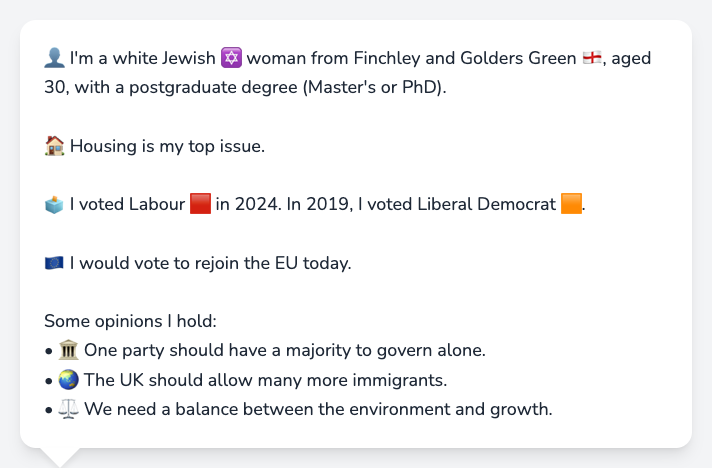 👤 I'm a white Jewish 🔯 woman from Finchley and Golders Green 🏴󠁧󠁢󠁥󠁮󠁧󠁿, aged
30, with a postgraduate degree (Master's or PhD).
🏠 Housing is my top issue.
🗳️ I voted Labour 🟥 in 2024. In 2019, I voted Liberal Democrat 🟧.
🇪🇺 I would vote to rejoin the EU today.
Some opinions I hold:
• 🏛️ One party should have a majority to govern alone.
• 🌏 The UK should allow many more immigrants.
• ⚖️ We need a balance between the environment and growth.